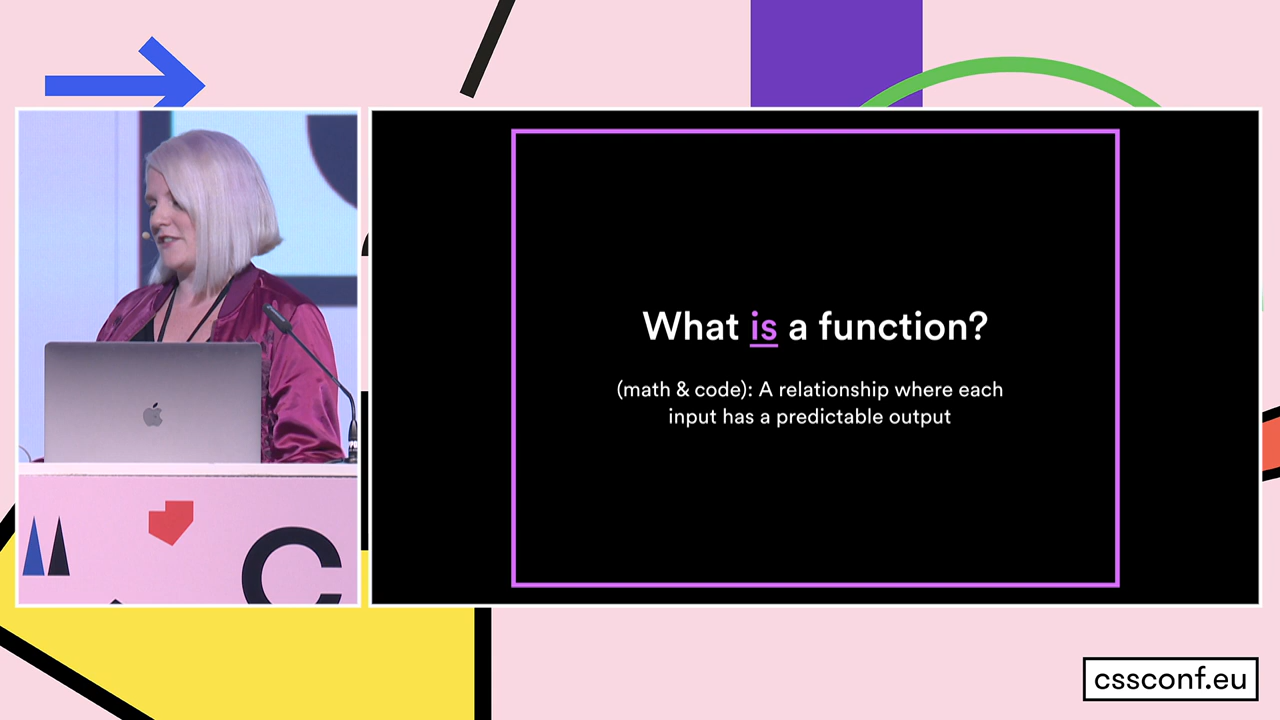 What is a function?
(math & code): A relationship where each
input has a predictable output
C
cssconf.eu